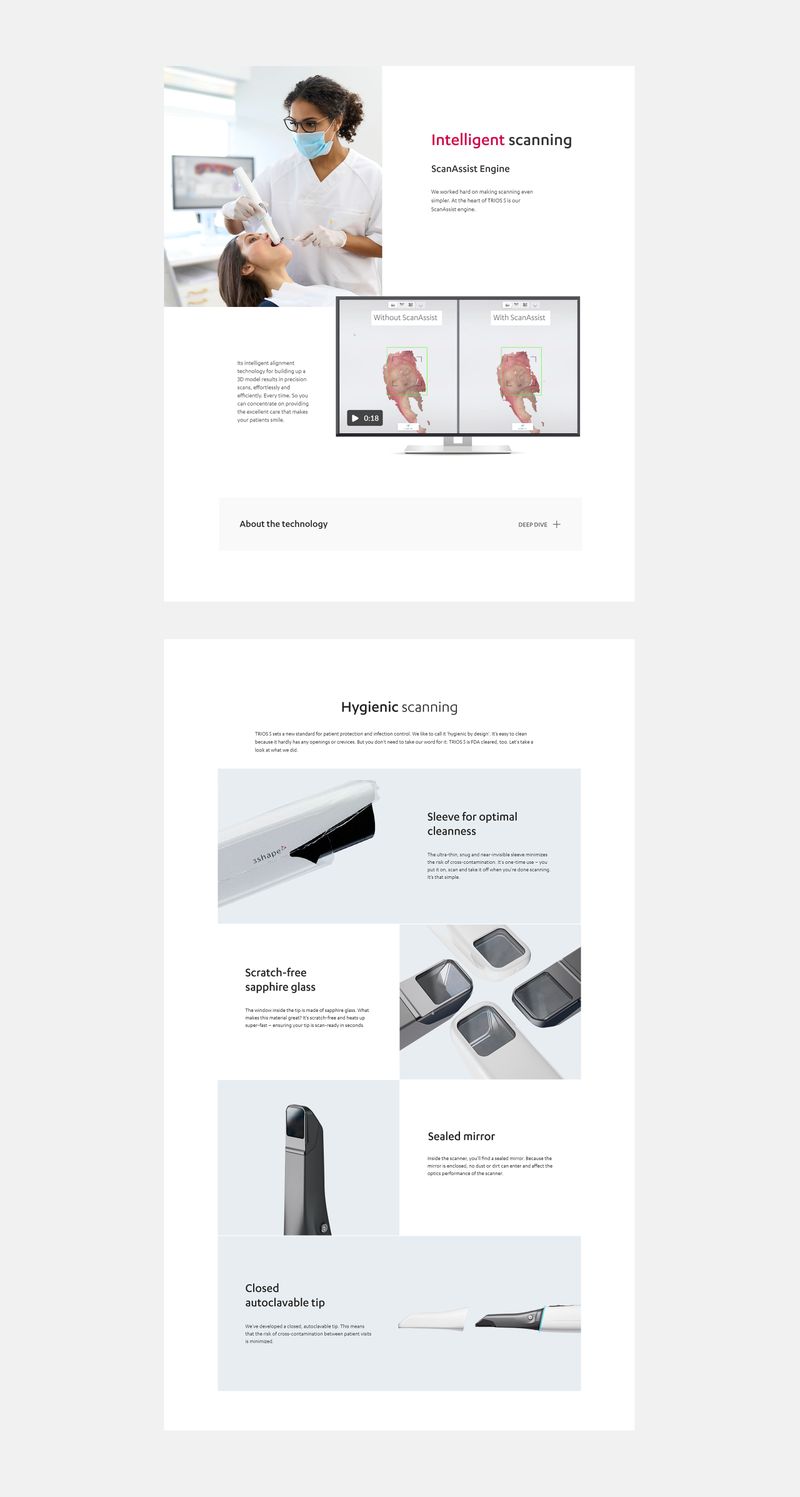 Intelligent scanning
ScanAssist Engine
We worked hard on making scanning even
simpler. At the heart of TRIOS 5 is our
ScanAssist engine.
Without ScanAssist
With ScanAssist
0:18
Its intelligent alignment
technology for building up a
3D model results in precision
scans, effortlessly and
efficiently. Every time. So you
can concentrate on providing
the excellent care that makes
your patients smile.
About the technology
DEEP DIVE
Hygienic scanning
TRIOS 5 sets a new standard for patient protection and infection control. We like to call it 'hygienic by design'. It's easy to clean
because it hardly has any openings or crevices. But you don't need to take our word for it. TRIOS 5 is FDA cleared, too. Let's take a
look at what we did.
3shape
Sleeve for optimal
cleanness
The ultra-thin, snug and near-invisible sleeve minimizes
the risk of cross-contamination. It's one-time use – you
put it on, scan and take it off when you're done scanning.
It's that simple.
Scratch-free
sapphire glass
The window inside the tip is made of sapphire glass. What
makes this material great? It's scratch-free and heats up
super-fast – ensuring your tip is scan-ready in seconds.
Sealed mirror
Inside the scanner, you'll find a sealed mirror. Because the
mirror is enclosed, no dust or dirt can enter and affect the
optics performance of the scanner.
Closed
autoclavable tip
We've developed a closed, autoclavable tip. This means
that the risk of cross-contamination between patient visits
is minimized.